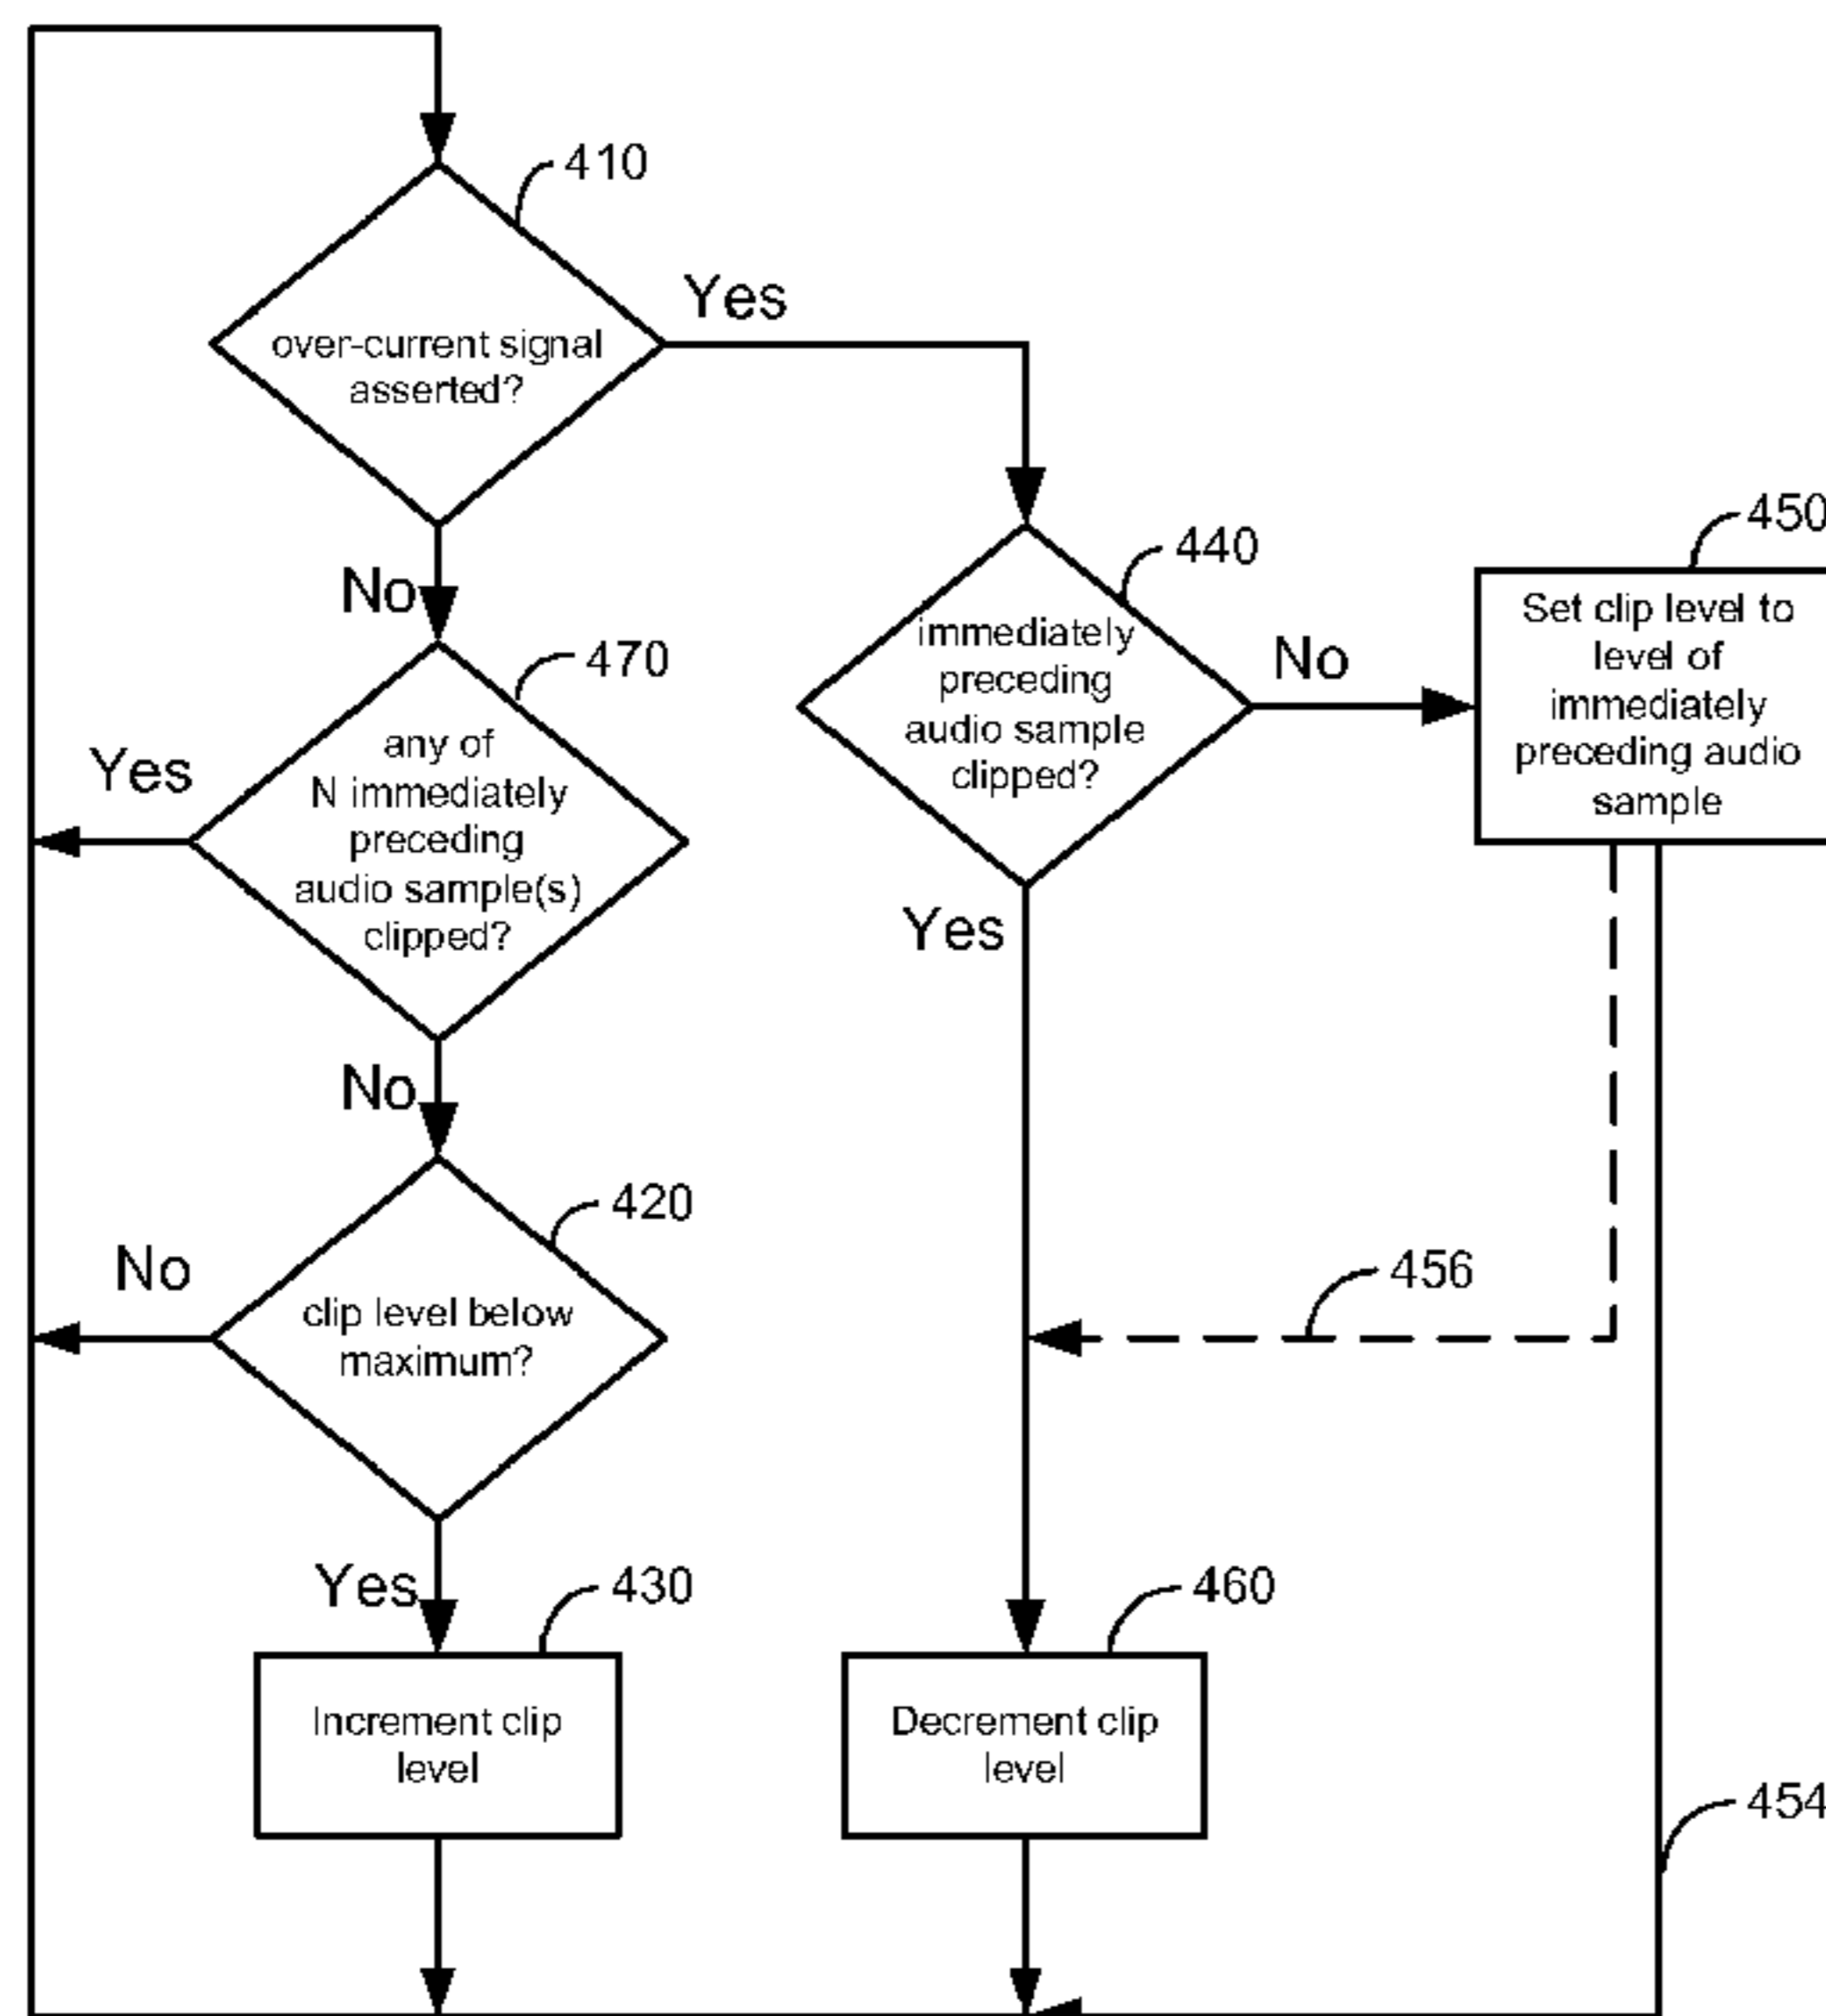 410
over-current signal
asserted?
Yes
No
440
immediately
preceding
audio sample
clipped?
No
450
Set clip level to
level of
immediately
preceding audio
sample
470
any of
N immediately
preceding
audio sample(s)
clipped?
Yes
No
Yes
420
clip level below
maximum?
No
456
Yes
430
Increment clip
level
460
Decrement clip
level
454